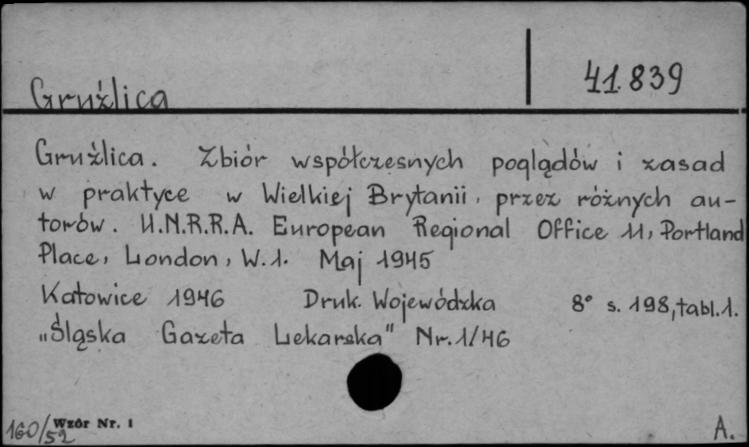 Gruźlica
41.839
Gruźlica. Zbiór współczesnych poglądów i zasad
w praktyce w Wielkiej Brytanii, przez różnych au-
torów. U.N.R.R.A. European Regional Office 11, Portland
Place, London, W.1. Maj 1945
Katowice 1946 Druk. Wojewódzka 8° s. 198, tabl. 1.
„Śląska Gazeta Lekarska" Nr. 1/46
160/52 Wzór Nr. 1
A.